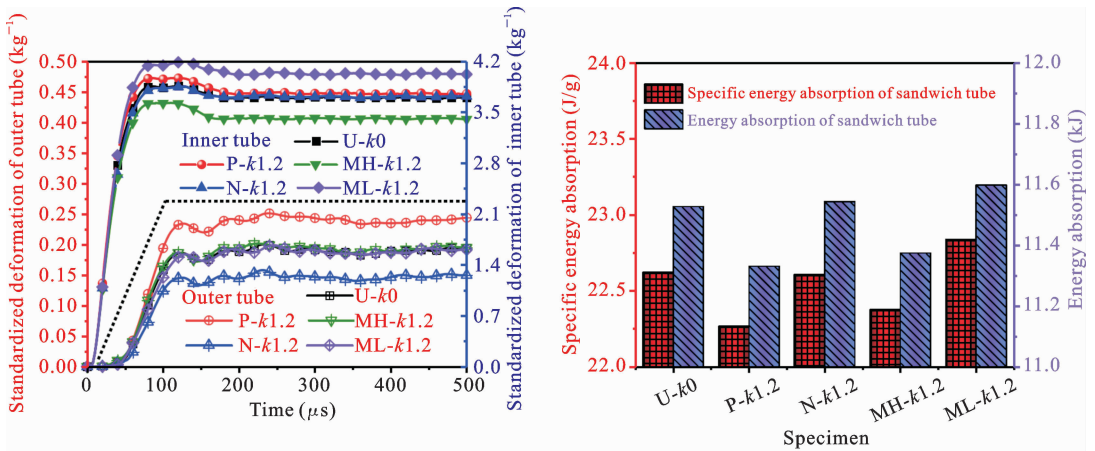 Standardized deformation of outer tube (kg⁻¹)
0.50
0.45
0.40
0.35
0.30
0.25
0.20
0.15
0.10
0.05
0.00
Inner tube
U-k0
P-k1.2
MH-k1.2
N-k1.2
ML-k1.2
Outer tube
U-k0
P-k1.2
MH-k1.2
N-k1.2
ML-k1.2
0 100 200 300 400 500
Time (μs)
4.2
3.5
2.8
2.1
1.4
0.7
0.0
Standardized deformation of inner tube (kg⁻¹)
Specific energy absorption (J/g)
24.0
23.5
23.0
22.5
22.0
Specific energy absorption of sandwich tube
Energy absorption of sandwich tube
U-k0 P-k1.2 N-k1.2 MH-k1.2 ML-k1.2
Specimen
12.0
11.8
11.6
11.4
11.2
11.0
Energy absorption (kJ)